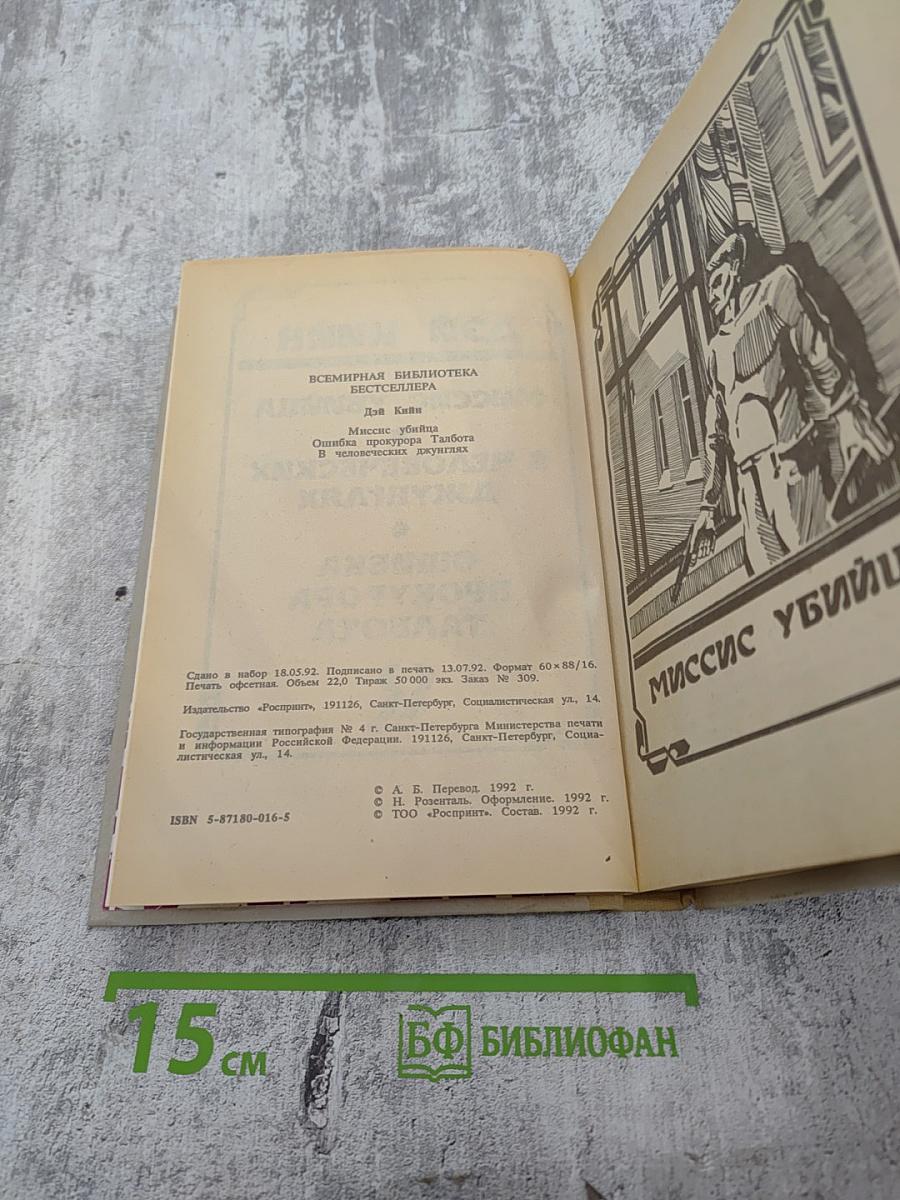 ВСЕМИРНАЯ БИБЛИОТЕКА
БЕСТСЕЛЛЕРА
Дэй Кийн
Миссис убийца
Ошибка прокурора Талбота
В человеческих джунглях
Сдано в набор 18.05.92. Подписано в печать 13.07.92. Формат 60×88/16.
Печать офсетная. Объем 22,0 Тираж 50 000 экз. Заказ № 309.
Издательство «Роспринт», 191126, Санкт-Петербург, Социалистическая ул., 14.
Государственная типография № 4 г. Санкт-Петербурга Министерства печати
и информации Российской Федерации. 191126, Санкт-Петербург, Социа-
листическая ул., 14.
© А. Б. Перевод. 1992 г.
© Н. Розенталь. Оформление. 1992 г.
© ТОО «Роспринт». Состав. 1992 г.
ISBN 5-87180-016-5
МИССИС УБИЙЦ
15 см
БФ БИБЛИОФАН